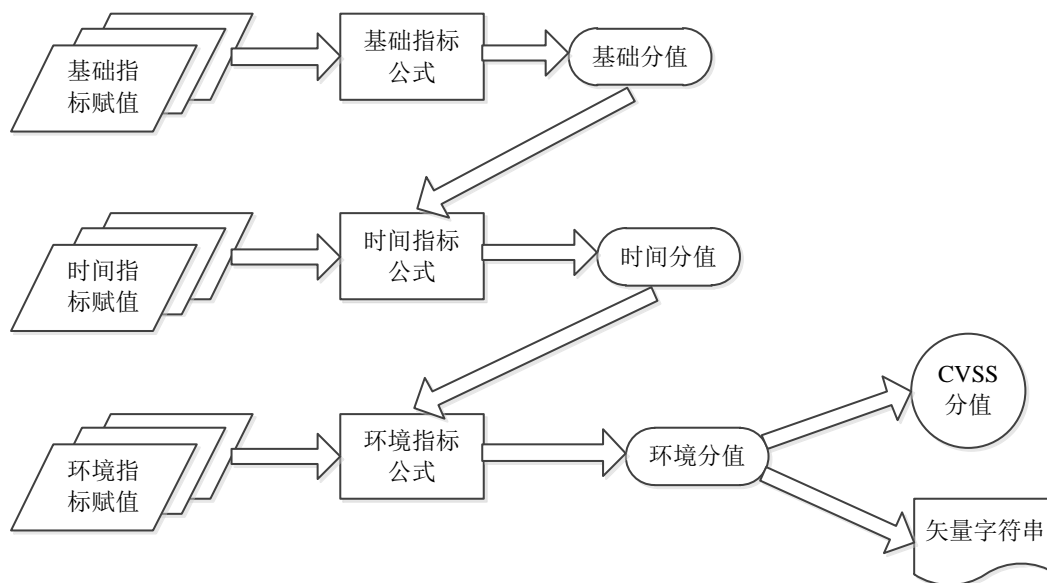 基础指
标赋值
基础指标
公式
基础分值
时间指
标赋值
时间指标
公式
时间分值
环境指
标赋值
环境指标
公式
环境分值
CVSS
分值
矢量字符串